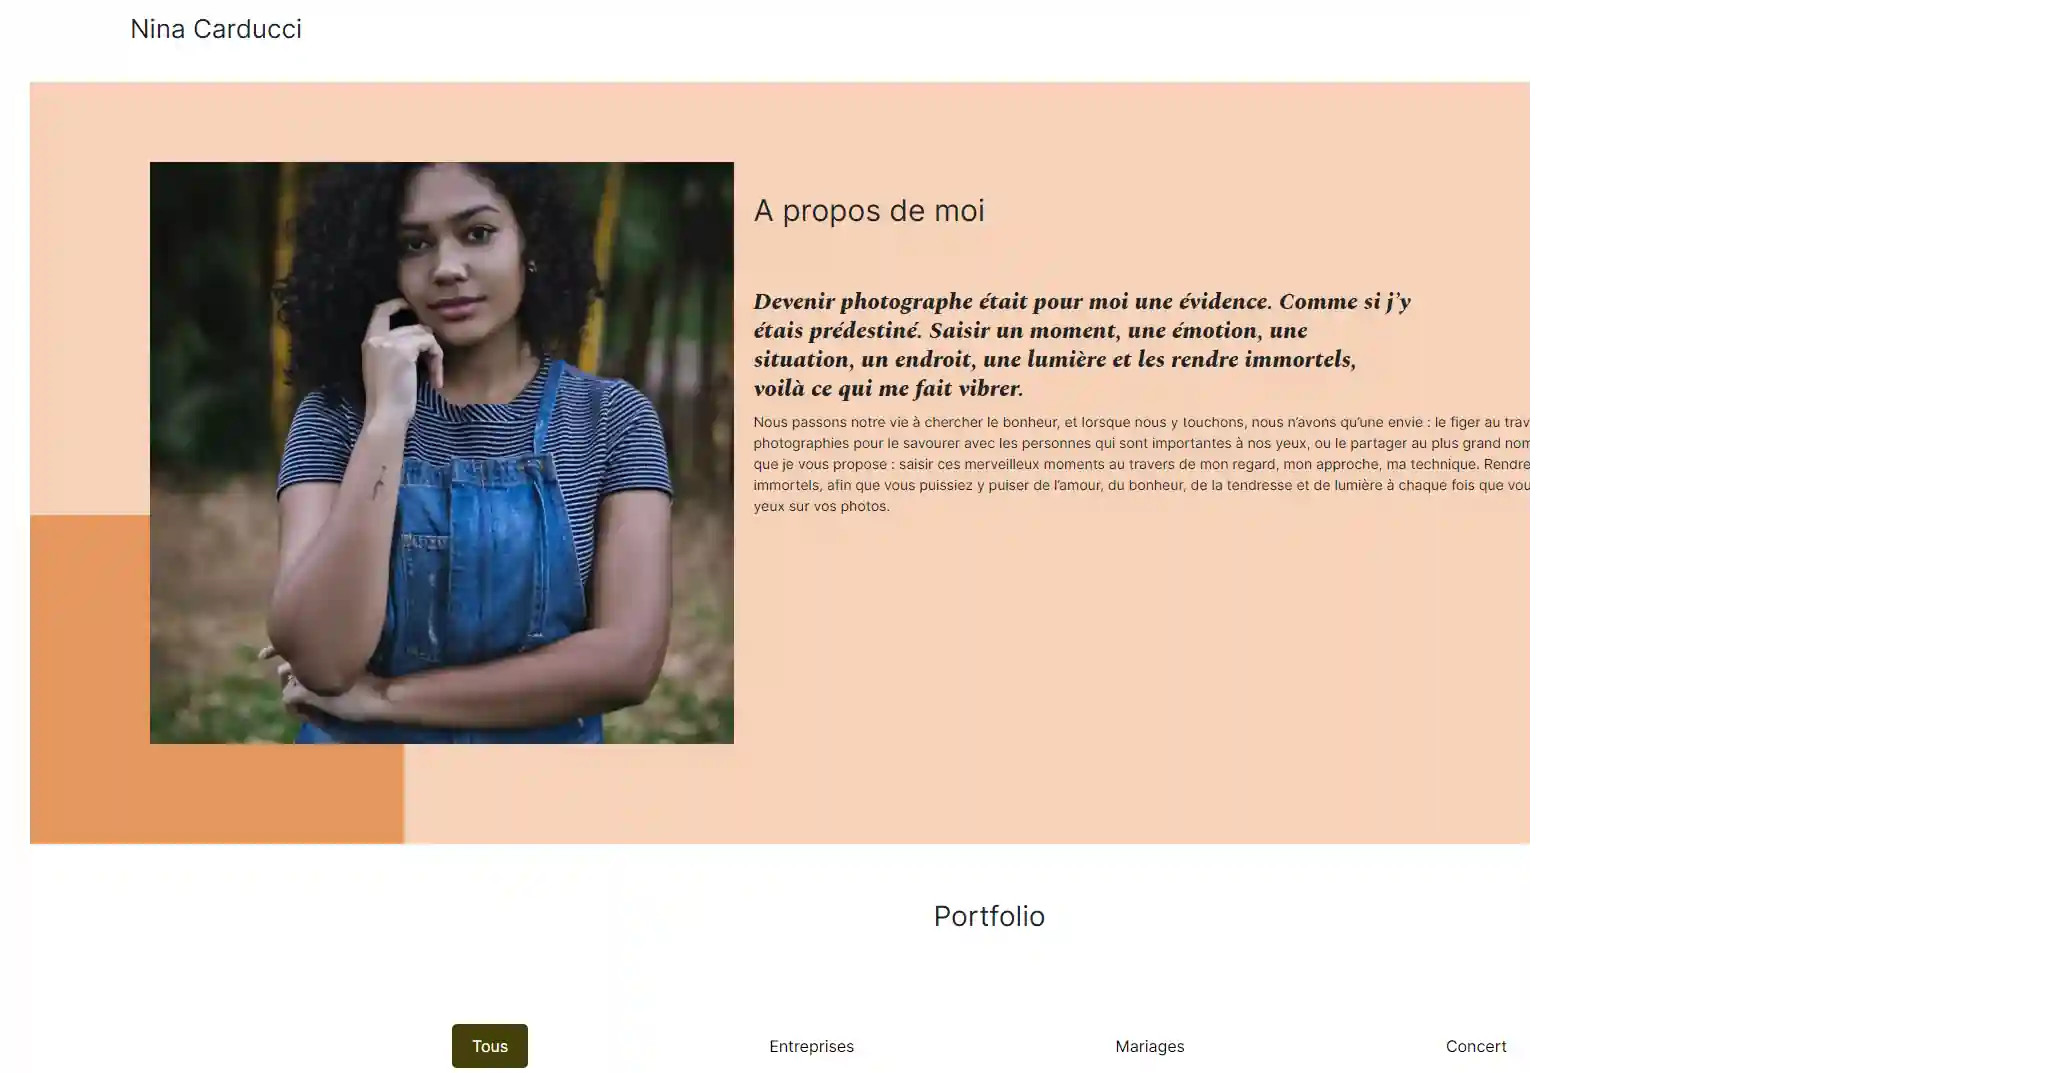 Nina Carducci
A propos de moi
Devenir photographe était pour moi une évidence. Comme si j’y
étais prédestiné. Saisir un moment, une émotion, une
situation, un endroit, une lumière et les rendre immortels,
voilà ce qui me fait vibrer.
Nous passons notre vie à chercher le bonheur, et lorsque nous y touchons, nous n’avons qu’une envie : le figer au trav
photographies pour le savourer avec les personnes qui sont importantes à nos yeux, ou le partager au plus grand nom
que je vous propose : saisir ces merveilleux moments au travers de mon regard, mon approche, ma technique. Rendre
immortels, afin que vous puissiez y puiser de l’amour, du bonheur, de la tendresse et de lumière à chaque fois que vou
yeux sur vos photos.
Portfolio
Tous Entreprises Mariages Concert